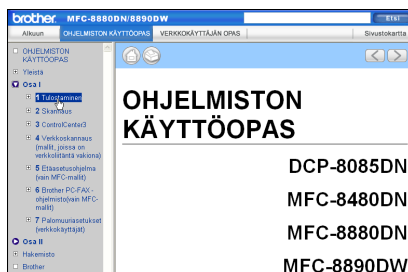 brother MFC-8880DN/8890DW
Etsi
Alkuun
OHJELMISTON KÄYTTÖOPAS
VERKKOKÄYTTÄJÄN OPAS
Sivustokartta
OHJELMISTON
KÄYTTÖOPAS
Yleistä
Osa I
1 Tulostaminen
2 Skannaus
3 ControlCenter3
4 Verkkoskannaus
(mallit, joissa on
verkkoliitäntä vakiona)
5 Etäasetusohjelma
(vain MFC-mallit)
6 Brother PC-FAX -
ohjelmisto(vain MFC-
mallit)
7 Palomuuriasetukset
(verkkokäyttäjät)
Osa II
Hakemisto
Brother
OHJELMISTON
KÄYTTÖOPAS
DCP-8085DN
MFC-8480DN
MFC-8880DN
MFC-8890DW